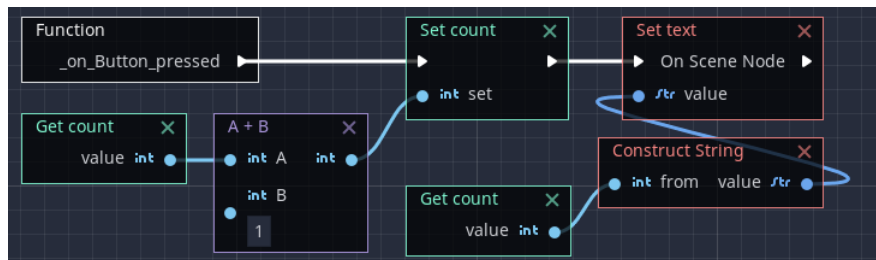 Function
_on_Button_pressed
Set count
int set
Set text
On Scene Node
Str value
Get count
value int
A + B
int A int
int B
1
Get count
value int
Construct String
int from value Str